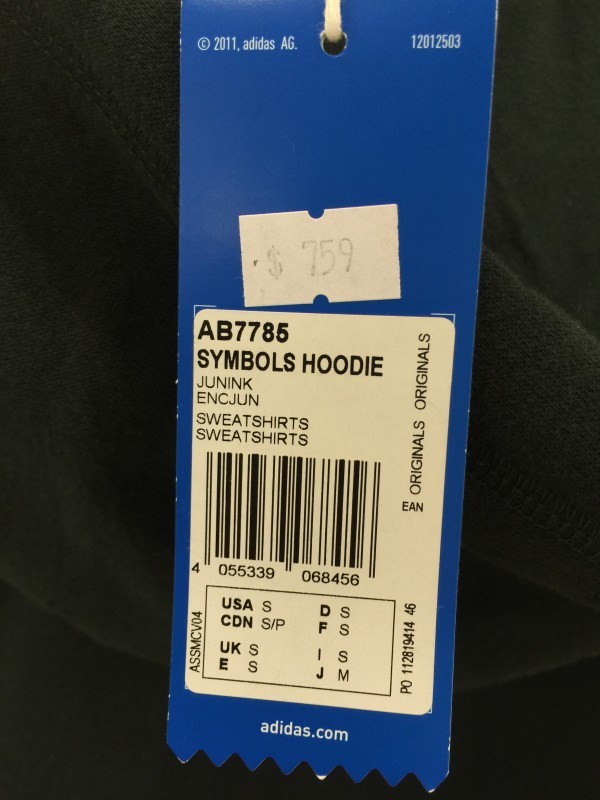 © 2011, adidas AG.
12012503
$ 759
AB7785
SYMBOLS HOODIE
JUNINK
ENCJUN
SWEATSHIRTS
SWEATSHIRTS
ORIGINALS ORIGINALS
EAN
4 055339 068456
USA S D S
CDN S/P F S
UK S I S
E S J M
ASSMCV04
PO 112819414 46
adidas.com